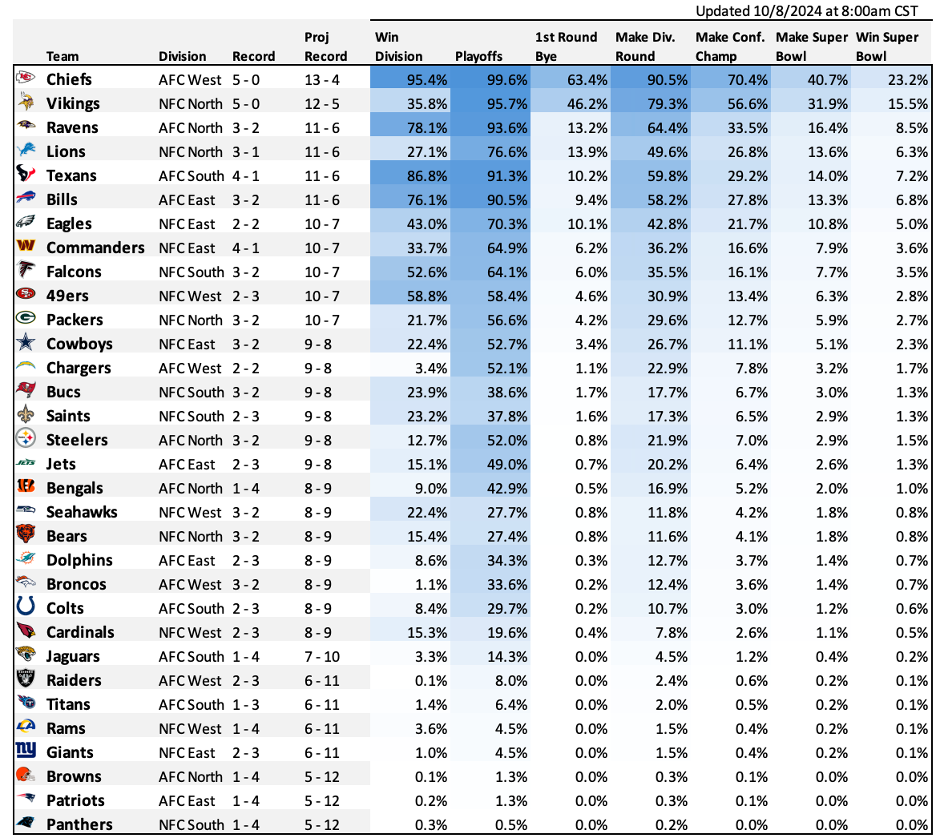 Updated 10/8/2024 at 8:00am CST
Proj Win 1st Round Make Div. Make Conf. Make Super Win Super
Team Division Record Record Division Playoffs Bye Round Champ Bowl Bowl
Chiefs AFC West 5 - 0 13 - 4 95.4% 99.6% 63.4% 90.5% 70.4% 40.7% 23.2%
Vikings NFC North 5 - 0 12 - 5 35.8% 95.7% 46.2% 79.3% 56.6% 31.9% 15.5%
Ravens AFC North 3 - 2 11 - 6 78.1% 93.6% 13.2% 64.4% 33.5% 16.4% 8.5%
Lions NFC North 3 - 1 11 - 6 27.1% 76.6% 13.9% 49.6% 26.8% 13.6% 6.3%
Texans AFC South 4 - 1 11 - 6 86.8% 91.3% 10.2% 59.8% 29.2% 14.0% 7.2%
Bills AFC East 3 - 2 11 - 6 76.1% 90.5% 9.4% 58.2% 27.8% 13.3% 6.8%
Eagles NFC East 2 - 2 10 - 7 43.0% 70.3% 10.1% 42.8% 21.7% 10.8% 5.0%
Commanders NFC East 4 - 1 10 - 7 33.7% 64.9% 6.2% 36.2% 16.6% 7.9% 3.6%
Falcons NFC South 3 - 2 10 - 7 52.6% 64.1% 6.0% 35.5% 16.1% 7.7% 3.5%
49ers NFC West 2 - 3 10 - 7 58.8% 58.4% 4.6% 30.9% 13.4% 6.3% 2.8%
Packers NFC North 3 - 2 10 - 7 21.7% 56.6% 4.2% 29.6% 12.7% 5.9% 2.7%
Cowboys NFC East 3 - 2 9 - 8 22.4% 52.7% 3.4% 26.7% 11.1% 5.1% 2.3%
Chargers AFC West 2 - 2 9 - 8 3.4% 52.1% 1.1% 22.9% 7.8% 3.2% 1.7%
Bucs NFC South 3 - 2 9 - 8 23.9% 38.6% 1.7% 17.7% 6.7% 3.0% 1.3%
Saints NFC South 2 - 3 9 - 8 23.2% 37.8% 1.6% 17.3% 6.5% 2.9% 1.3%
Steelers AFC North 3 - 2 9 - 8 12.7% 52.0% 0.8% 21.9% 7.0% 2.9% 1.5%
Jets AFC East 2 - 3 9 - 8 15.1% 49.0% 0.7% 20.2% 6.4% 2.6% 1.3%
Bengals AFC North 1 - 4 8 - 9 9.0% 42.9% 0.5% 16.9% 5.2% 2.0% 1.0%
Seahawks NFC West 3 - 2 8 - 9 22.4% 27.7% 0.8% 11.8% 4.2% 1.8% 0.8%
Bears NFC North 3 - 2 8 - 9 15.4% 27.4% 0.8% 11.6% 4.1% 1.8% 0.8%
Dolphins AFC East 2 - 3 8 - 9 8.6% 34.3% 0.3% 12.7% 3.7% 1.4% 0.7%
Broncos AFC West 3 - 2 8 - 9 1.1% 33.6% 0.2% 12.4% 3.6% 1.4% 0.7%
Colts AFC South 2 - 3 8 - 9 8.4% 29.7% 0.2% 10.7% 3.0% 1.2% 0.6%
Cardinals NFC West 2 - 3 8 - 9 15.3% 19.6% 0.4% 7.8% 2.6% 1.1% 0.5%
Jaguars AFC South 1 - 4 7 - 10 3.3% 14.3% 0.0% 4.5% 1.2% 0.4% 0.2%
Raiders AFC West 2 - 3 6 - 11 0.1% 8.0% 0.0% 2.4% 0.6% 0.2% 0.1%
Titans AFC South 1 - 3 6 - 11 1.4% 6.4% 0.0% 2.0% 0.5% 0.2% 0.1%
Rams NFC West 1 - 4 6 - 11 3.6% 4.5% 0.0% 1.5% 0.4% 0.2% 0.1%
Giants NFC East 2 - 3 6 - 11 1.0% 4.5% 0.0% 1.5% 0.4% 0.2% 0.1%
Browns AFC North 1 - 4 5 - 12 0.1% 1.3% 0.0% 0.3% 0.1% 0.0% 0.0%
Patriots AFC East 1 - 4 5 - 12 0.2% 1.3% 0.0% 0.3% 0.1% 0.0% 0.0%
Panthers NFC South 1 - 4 5 - 12 0.3% 0.5% 0.0% 0.2% 0.0% 0.0% 0.0%